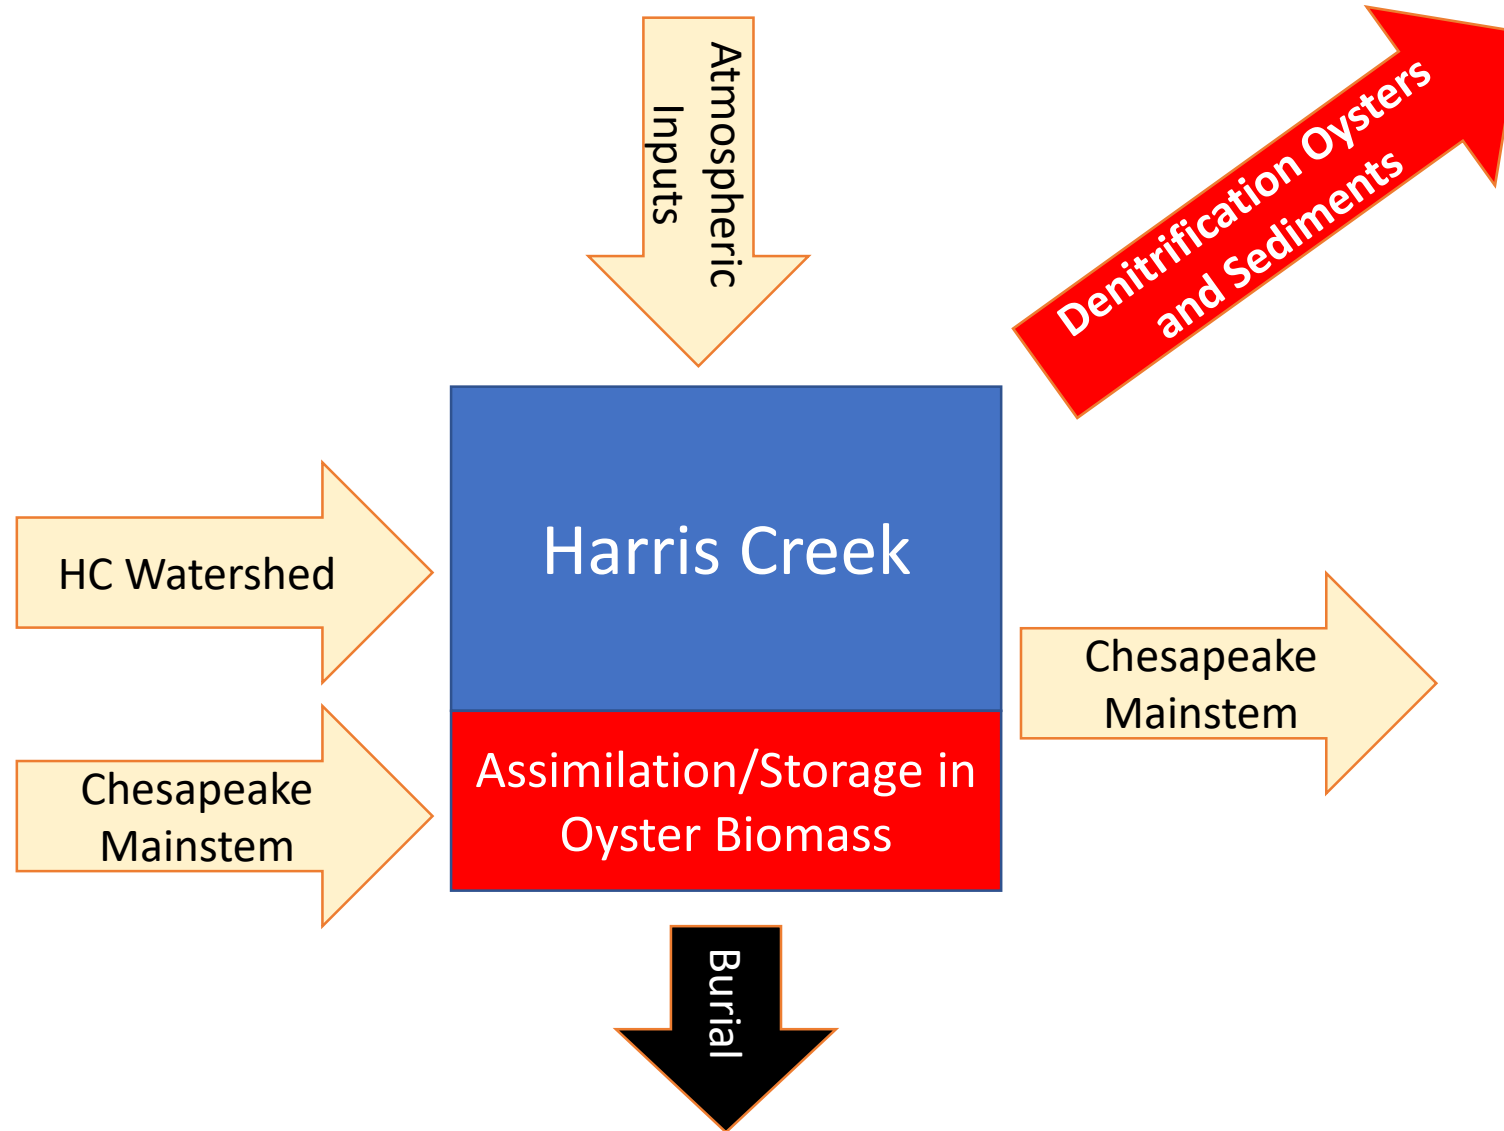 Atmospheric
Inputs
Denitrification Oysters
and Sediments
Harris Creek
HC Watershed
Chesapeake
Mainstem
Assimilation/Storage in
Oyster Biomass
Chesapeake
Mainstem
Burial